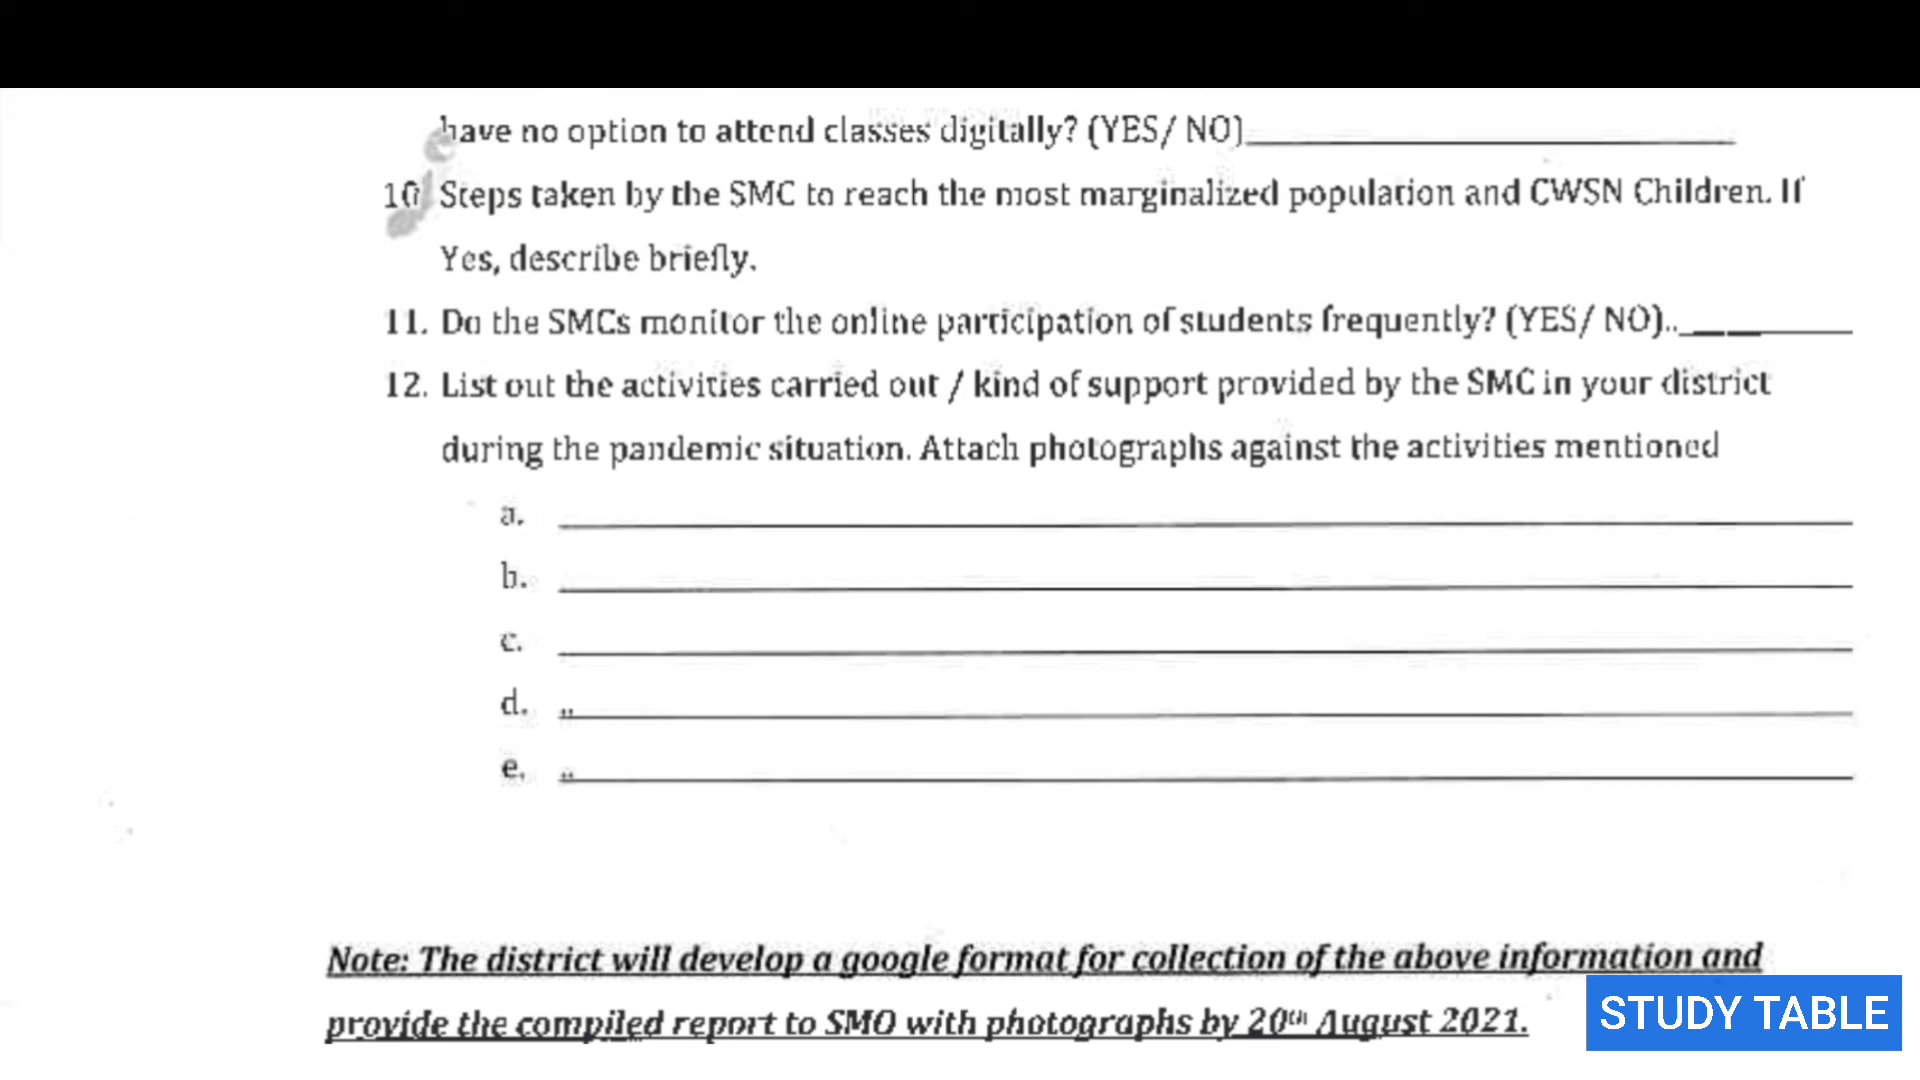 have no option to attend classes digitally? (YES/ NO)
10. Steps taken by the SMC to reach the most marginalized population and CWSN Children. If
Yes, describe briefly.
11. Do the SMCs monitor the online participation of students frequently? (YES/ NO)..
12. List out the activities carried out / kind of support provided by the SMC in your district
during the pandemic situation. Attach photographs against the activities mentioned
a.
b.
c.
d.
e.
Note: The district will develop a google format for collection of the above information and
provide the compiled report to SMO with photographs by 20th August 2021.
STUDY TABLE